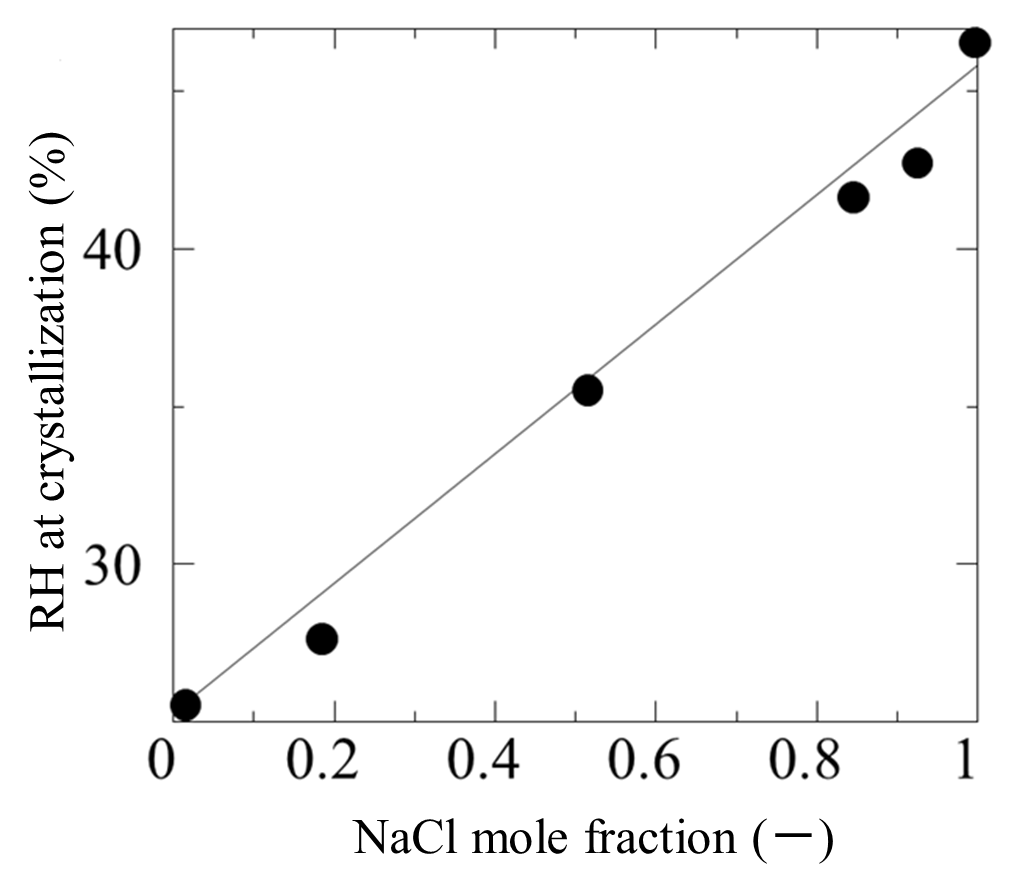 RH at crystallization (%)
40
30
0 0.2 0.4 0.6 0.8 1
NaCl mole fraction (—)